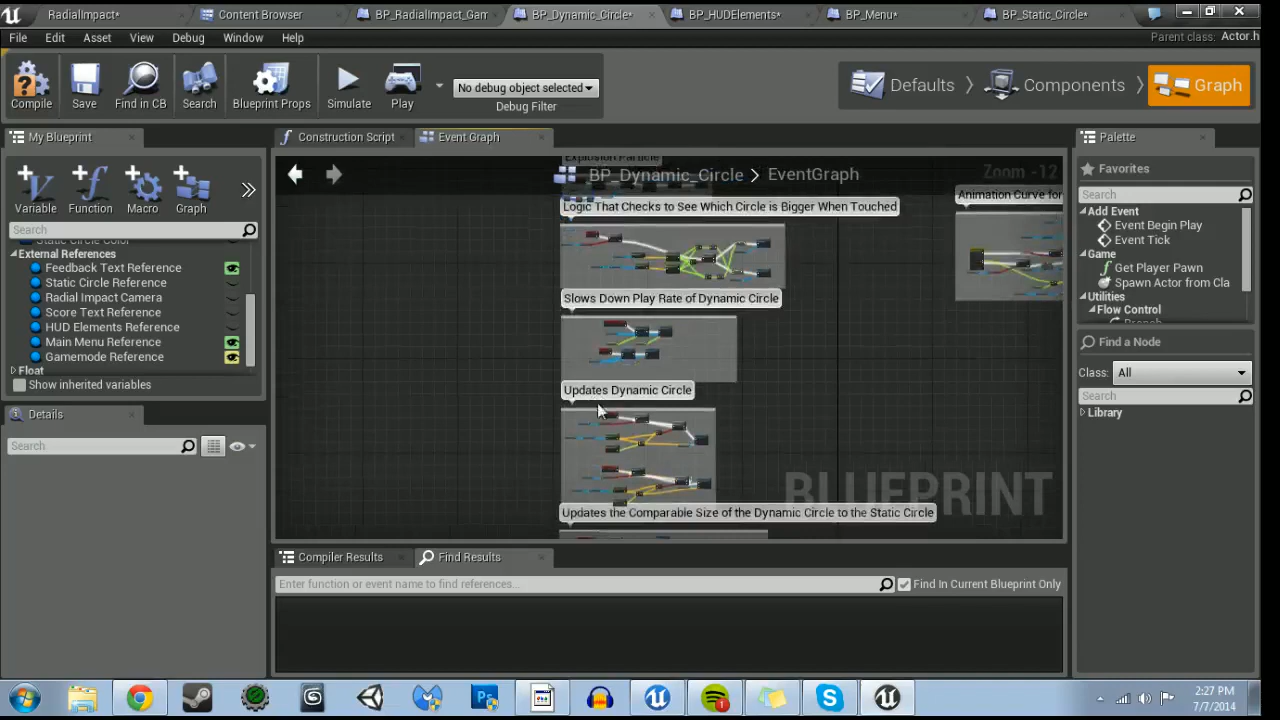 RadialImpact*
Content Browser
BP_RadialImpact_Gam
BP_Dynamic_Circle*
BP_HUDElements*
BP_Menu*
BP_Static_Circle*
File Edit Asset View Debug Window Help
Parent class: Actor.h
Compile
Save
Find in CB
Search
Blueprint Props
Simulate
Play
No debug object selected
Debug Filter
Defaults
Components
Graph
My Blueprint
Construction Script
Event Graph
Palette
Variable
Function
Macro
Graph
Search
Static Circle Color
External References
Feedback Text Reference
Static Circle Reference
Radial Impact Camera
Score Text Reference
HUD Elements Reference
Main Menu Reference
Gamemode Reference
Float
Show inherited variables
Details
Search
Explosion Particle
BP_Dynamic_Circle > EventGraph
Zoom -12
Logic That Checks to See Which Circle is Bigger When Touched
Animation Curve for
Slows Down Play Rate of Dynamic Circle
Updates Dynamic Circle
BLUEPRINT
Updates the Comparable Size of the Dynamic Circle to the Static Circle
Compiler Results
Find Results
Enter function or event name to find references...
Find In Current Blueprint Only
Favorites
Search
Add Event
Event Begin Play
Event Tick
Game
Get Player Pawn
Spawn Actor from Cla
Utilities
Flow Control
Branch
Find a Node
Class: All
Search
Library
2:27 PM
7/7/2014